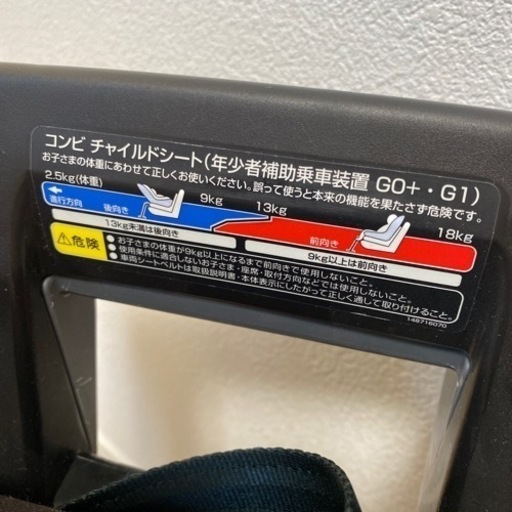 コンビ チャイルドシート(年少者補助乗車装置 GO+・G1)
お子さまの体重にあわせて正しくお使いください。誤って使うと本来の機能を果たさず危険です。
2.5kg(体重) 9kg 13kg 18kg
進行方向 後向き 前向き
13kg未満は後向き 9kg以上は前向き
危険
●お子さまの体重が9kg以上になるまで前向きで使用しないこと。
●使用条件に適合しないお子さま・座席・取付方向などでは使用しないこと。
●車両シートベルトは取扱説明書・本体表示にしたがって正しく通して取り付けること。
148716070